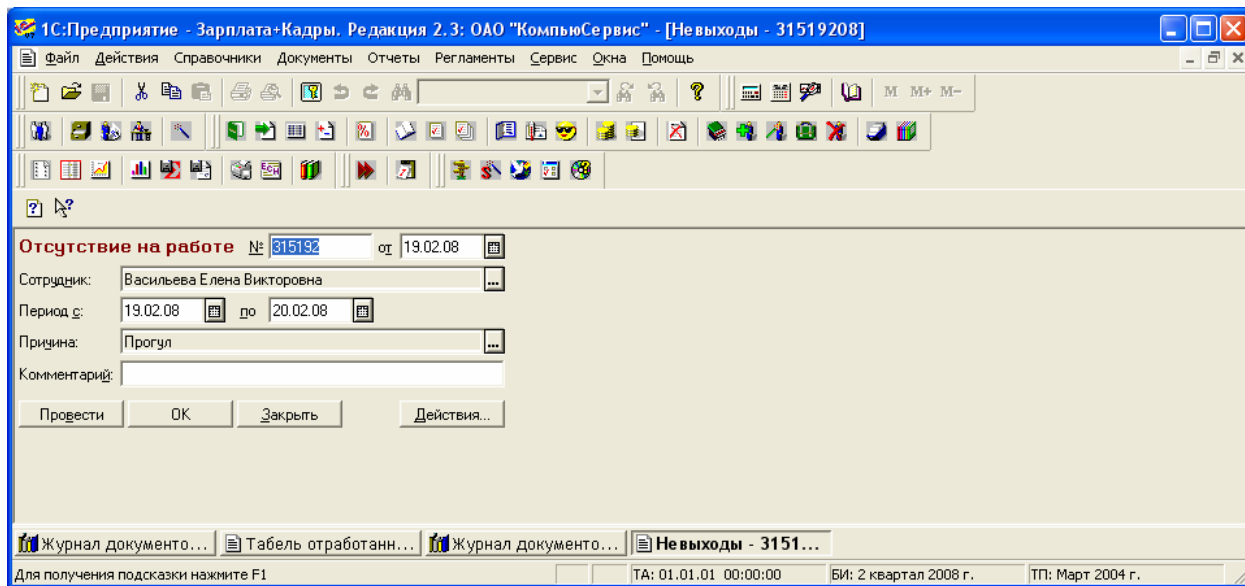 1С:Предприятие - Зарплата+Кадры. Редакция 2.3: ОАО "КомпьюСервис" - [Невыходы - 31519208]
Файл Действия Справочники Документы Отчеты Регламенты Сервис Окна Помощь
M M+ M-
Отсутствие на работе № 315192 от 19.02.08
Сотрудник: Васильева Елена Викторовна ...
Период с: 19.02.08 по 20.02.08
Причина: Прогул ...
Комментарий:
Провести ОК Закрыть Действия...
Журнал документо... Табель отработанн... Журнал документо... Невыходы - 3151...
Для получения подсказки нажмите F1 ТА: 01.01.01 00:00:00 БИ: 2 квартал 2008 г. ТП: Март 2004 г.